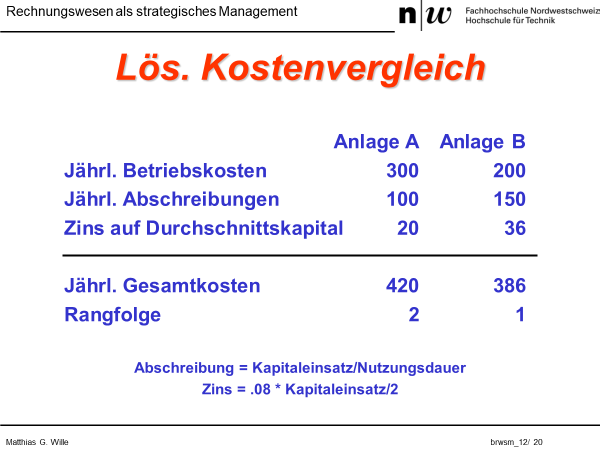 Rechnungswesen als strategisches Management
n|w
Fachhochschule Nordwestschweiz
Hochschule für Technik
Lös. Kostenvergleich
Anlage A Anlage B
Jährl. Betriebskosten 300 200
Jährl. Abschreibungen 100 150
Zins auf Durchschnittskapital 20 36
Jährl. Gesamtkosten 420 386
Rangfolge 2 1
Abschreibung = Kapitaleinsatz/Nutzungsdauer
Zins = .08 * Kapitaleinsatz/2
Matthias G. Wille brwsm_12/ 20